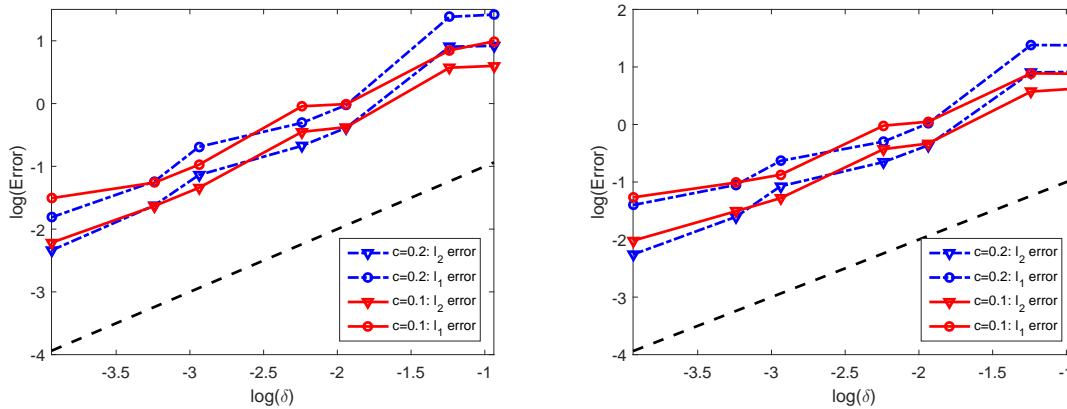 1
0
-1
-2
-3
-4
log(Error)
-3.5
-3
-2.5
-2
-1.5
-1
log(δ)
c=0.2: l2 error
c=0.2: l1 error
c=0.1: l2 error
c=0.1: l1 error
2
1
0
-1
-2
-3
-4
log(Error)
-3.5
-3
-2.5
-2
-1.5
-1
log(δ)
c=0.2: l2 error
c=0.2: l1 error
c=0.1: l2 error
c=0.1: l1 error